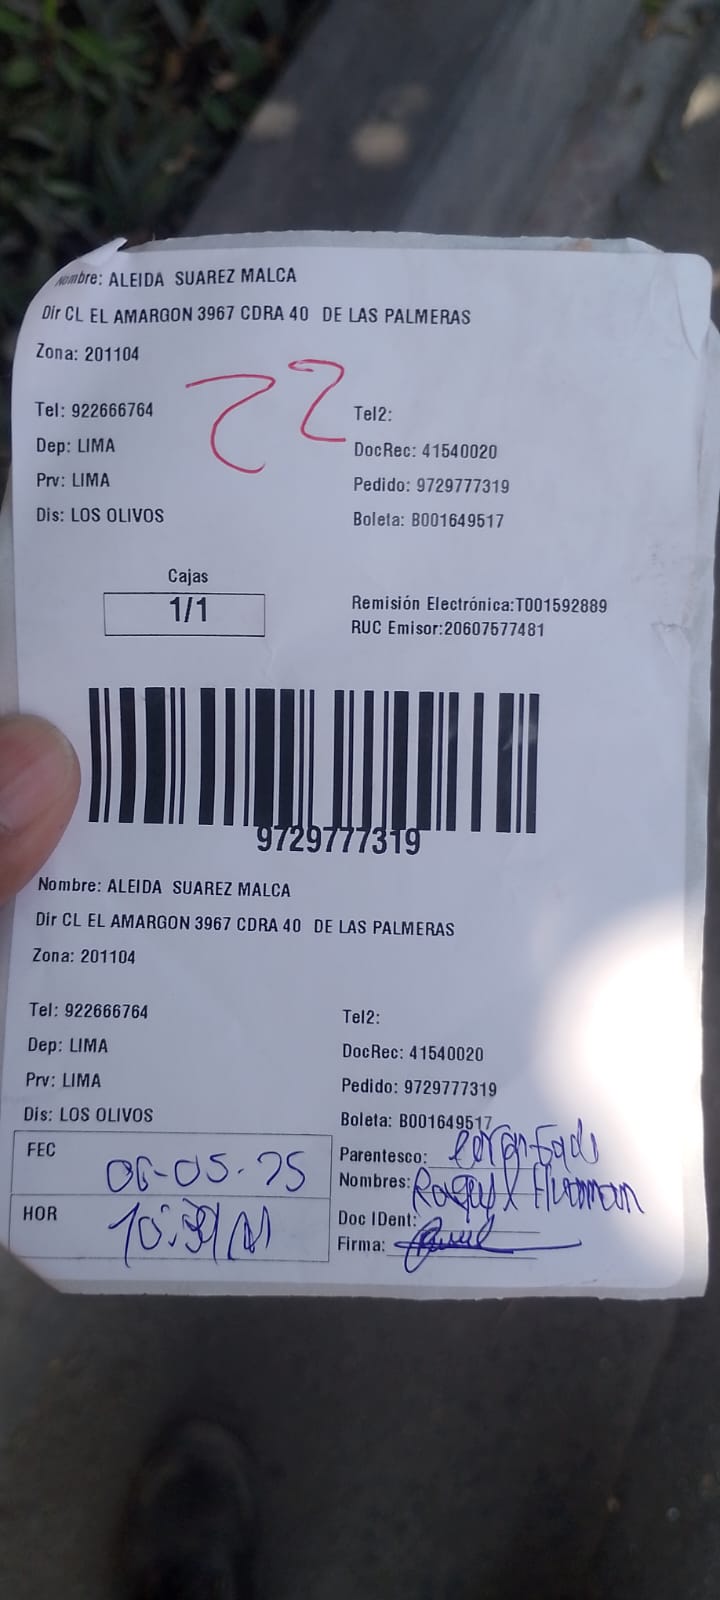 Nombre: ALEIDA SUAREZ MALCA
Dir CL EL AMARGON 3967 CDRA 40 DE LAS PALMERAS
Zona: 201104
22
Tel: 922666764 Tel2:
Dep: LIMA DocRec: 41540020
Prv: LIMA Pedido: 9729777319
Dis: LOS OLIVOS Boleta: B001649517
Cajas
1/1
Remisión Electrónica:T001592889
RUC Emisor:20607577481
9729777319
Nombre: ALEIDA SUAREZ MALCA
Dir CL EL AMARGON 3967 CDRA 40 DE LAS PALMERAS
Zona: 201104
Tel: 922666764 Tel2:
Dep: LIMA DocRec: 41540020
Prv: LIMA Pedido: 9729777319
Dis: LOS OLIVOS Boleta: B001649517
FEC 06-05-25 Parentesco:
Nombres: Huaman
HOR Doc IDent:
Firma: